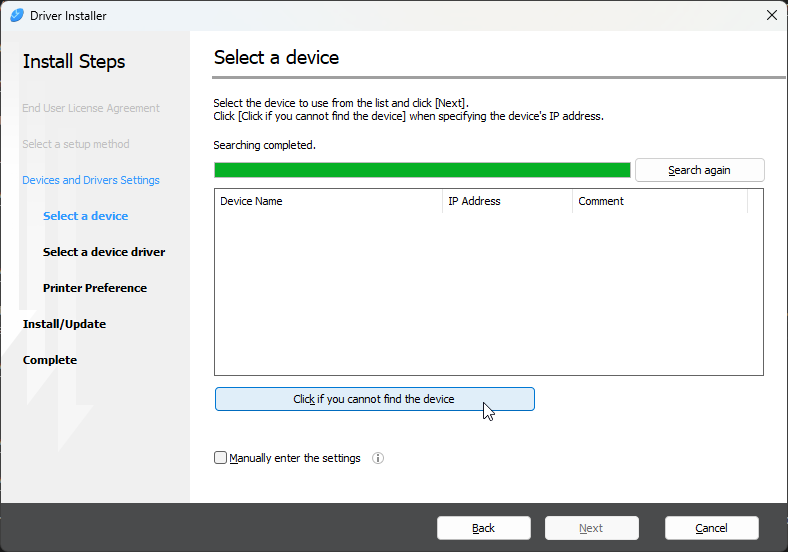 Driver Installer
Install Steps
End User License Agreement
Select a setup method
Devices and Drivers Settings
Select a device
Select a device driver
Printer Preference
Install/Update
Complete
Select a device
Select the device to use from the list and click [Next].
Click [Click if you cannot find the device] when specifying the device's IP address.
Searching completed.
Search again
Device Name IP Address Comment
Click if you cannot find the device
Manually enter the settings
Back Next Cancel